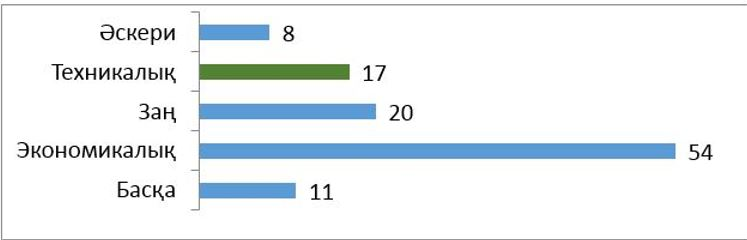 Әскери 8
Техникалық 17
Заң 20
Экономикалық 54
Басқа 11